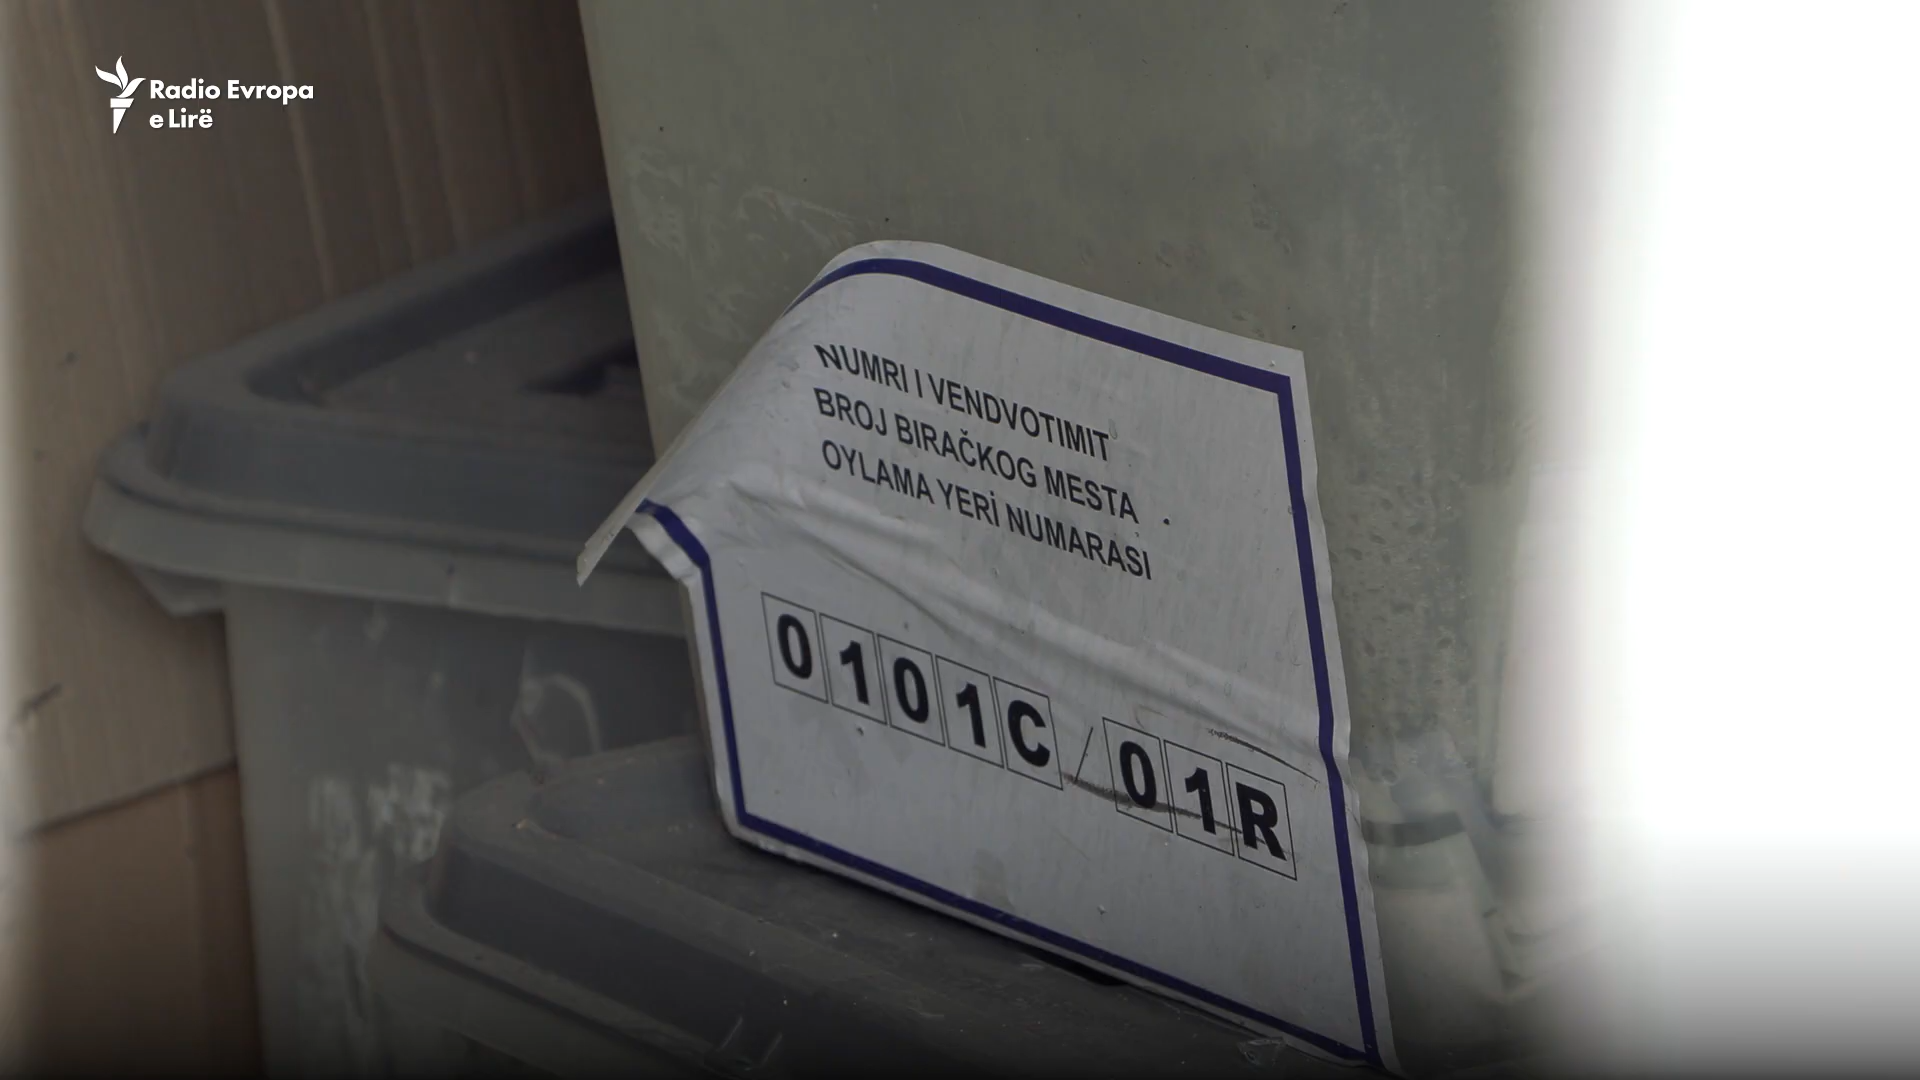 Radio Evropa
e Lirë
NUMRI I VENDVOTIMIT
BROJ BIRAČKOG MESTA
OYLAMA YERİ NUMARASI
0101C/01R